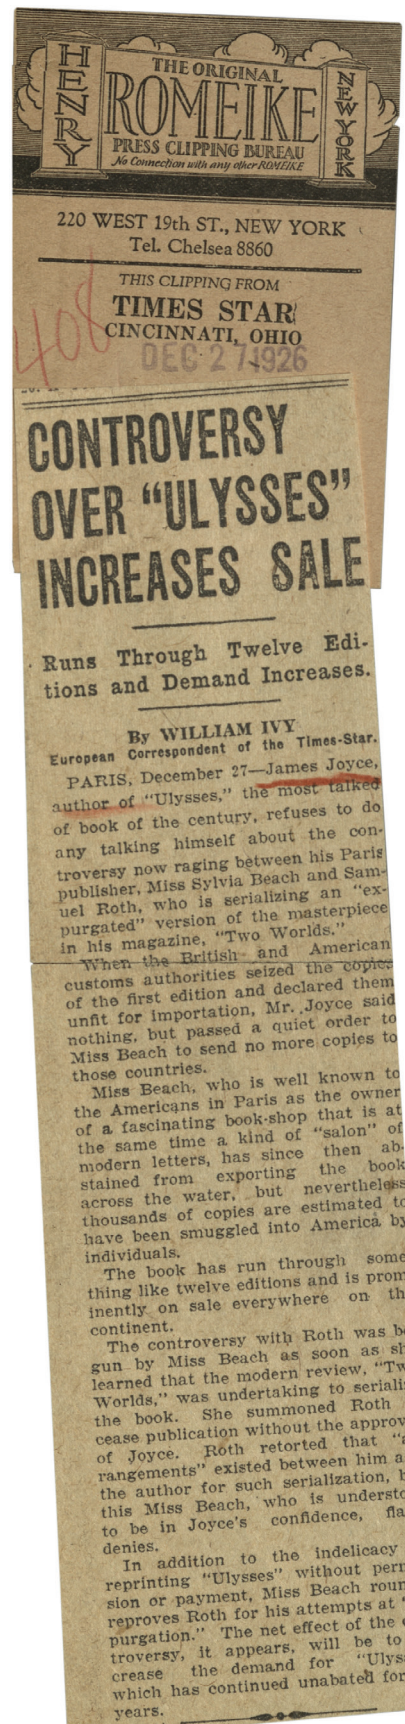 HENRY
THE ORIGINAL
ROMEIKE
PRESS CLIPPING BUREAU
No Connection with any other ROMEIKE
NEW YORK
220 WEST 19th ST., NEW YORK
Tel. Chelsea 8860
THIS CLIPPING FROM
TIMES STAR
CINCINNATI, OHIO
408
DEC 27 1926
CONTROVERSY
OVER "ULYSSES"
INCREASES SALE
Runs Through Twelve Edi-
tions and Demand Increases.
By WILLIAM IVY
European Correspondent of the Times-Star.
PARIS, December 27—James Joyce,
author of "Ulysses," the most talked
of book of the century, refuses to do
any talking himself about the con-
troversy now raging between his Paris
publisher, Miss Sylvia Beach and Sam-
uel Roth, who is serializing an "ex-
purgated" version of the masterpiece
in his magazine, "Two Worlds."
When the British and American
customs authorities seized the copies
of the first edition and declared them
unfit for importation, Mr. Joyce said
nothing, but passed a quiet order to
Miss Beach to send no more copies to
those countries.
Miss Beach, who is well known to
the Americans in Paris as the owner
of a fascinating book-shop that is at
the same time a kind of "salon" of
modern letters, has since then ab-
stained from exporting the book
across the water, but nevertheless
thousands of copies are estimated to
have been smuggled into America by
individuals.
The book has run through some
thing like twelve editions and is prom
inently on sale everywhere on th
continent.
The controversy with Roth was be
gun by Miss Beach as soon as sh
learned that the modern review, "Tw
Worlds," was undertaking to seriali
the book. She summoned Roth
cease publication without the approv
of Joyce. Roth retorted that "a
rangements" existed between him a
the author for such serialization, b
this Miss Beach, who is understo
to be in Joyce's confidence, fla
denies.
In addition to the indelicacy
reprinting "Ulysses" without perm
sion or payment, Miss Beach roun
reproves Roth for his attempts at "
purgation." The net effect of the c
troversy, it appears, will be to
crease the demand for "Ulyss
which has continued unabated for
years.